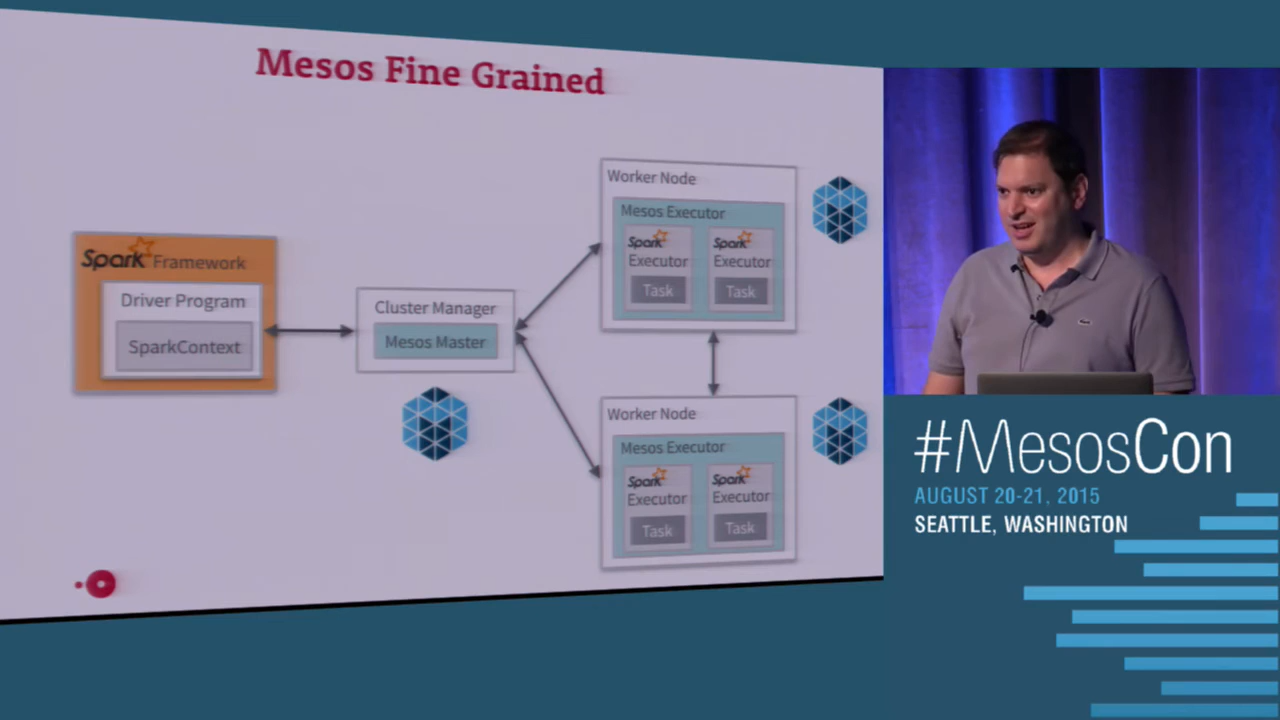 Mesos Fine Grained
Spark Framework
Driver Program
SparkContext
Cluster Manager
Mesos Master
Worker Node
Mesos Executor
Spark Spark
Executor Executor
Task Task
Worker Node
Mesos Executor
Spark Spark
Executor Executor
Task Task
#MesosCon
AUGUST 20-21, 2015
SEATTLE, WASHINGTON